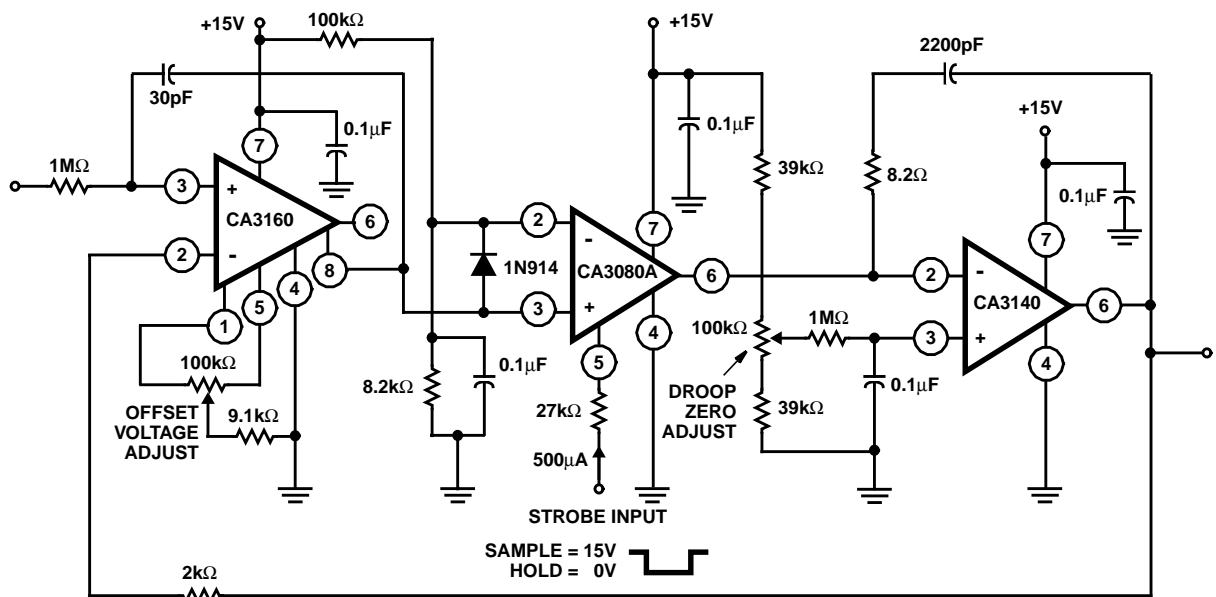 +15V
100kΩ
30pF
0.1μF
7
1MΩ
3
+
CA3160
6
2
-
8
5
4
1
100kΩ
OFFSET
VOLTAGE
ADJUST
9.1kΩ
2kΩ
8.2kΩ
0.1μF
1N914
+15V
0.1μF
2
-
7
CA3080A
6
3
+
4
5
27kΩ
500μA
STROBE INPUT
SAMPLE = 15V
HOLD = 0V
39kΩ
100kΩ
1MΩ
DROOP
ZERO
ADJUST
39kΩ
0.1μF
2200pF
8.2Ω
+15V
0.1μF
7
2
-
CA3140
6
3
+
4